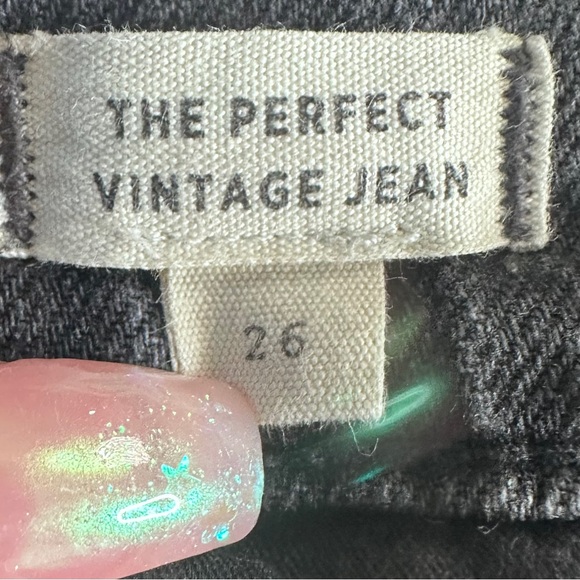 THE PERFECT
VINTAGE JEAN
26